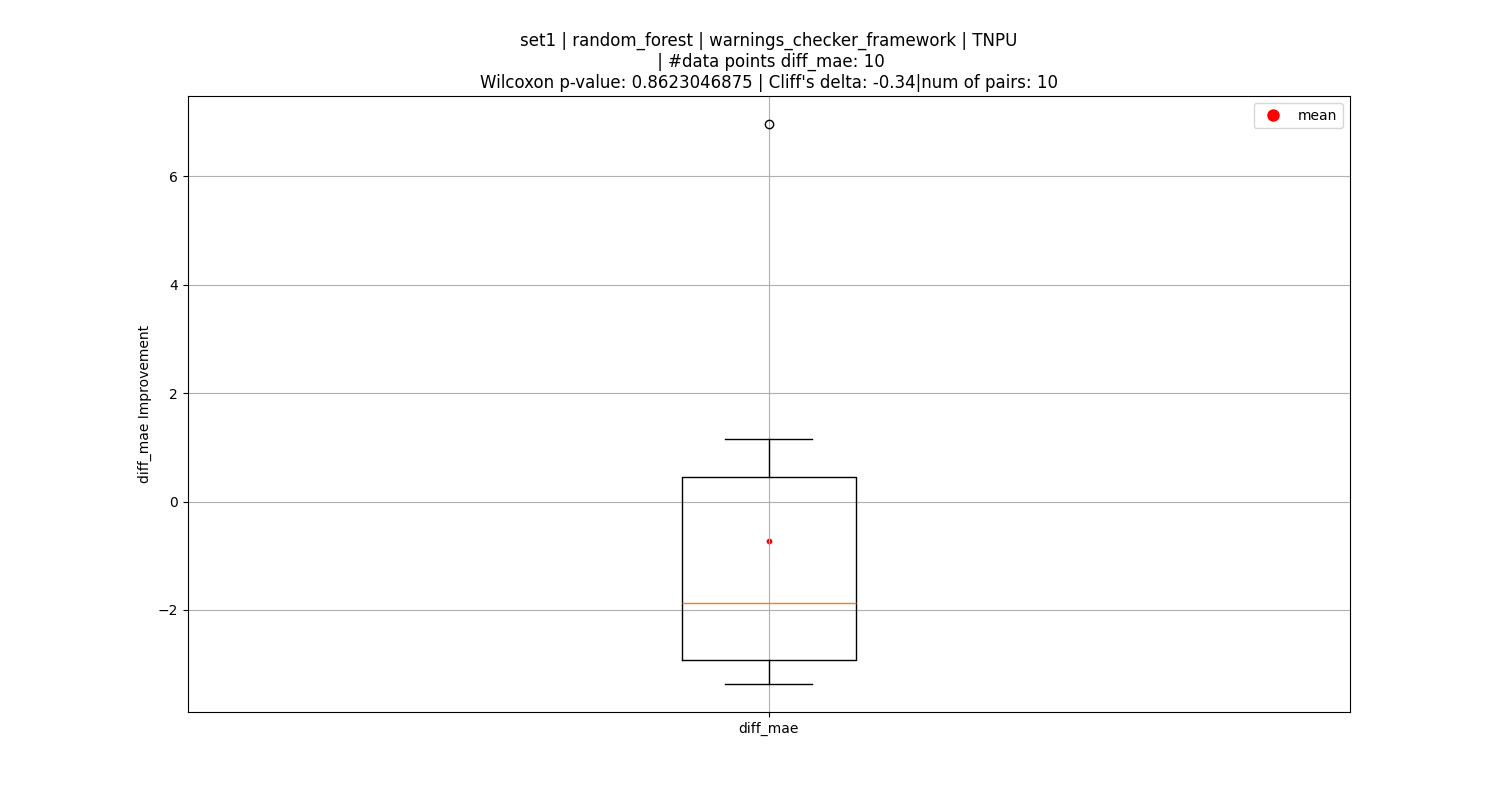 set1 | random_forest | warnings_checker_framework | TNPU
| #data points diff_mae: 10
Wilcoxon p-value: 0.8623046875 | Cliff's delta: -0.34|num of pairs: 10
mean
6
4
2
0
−2
diff_mae Improvement
diff_mae